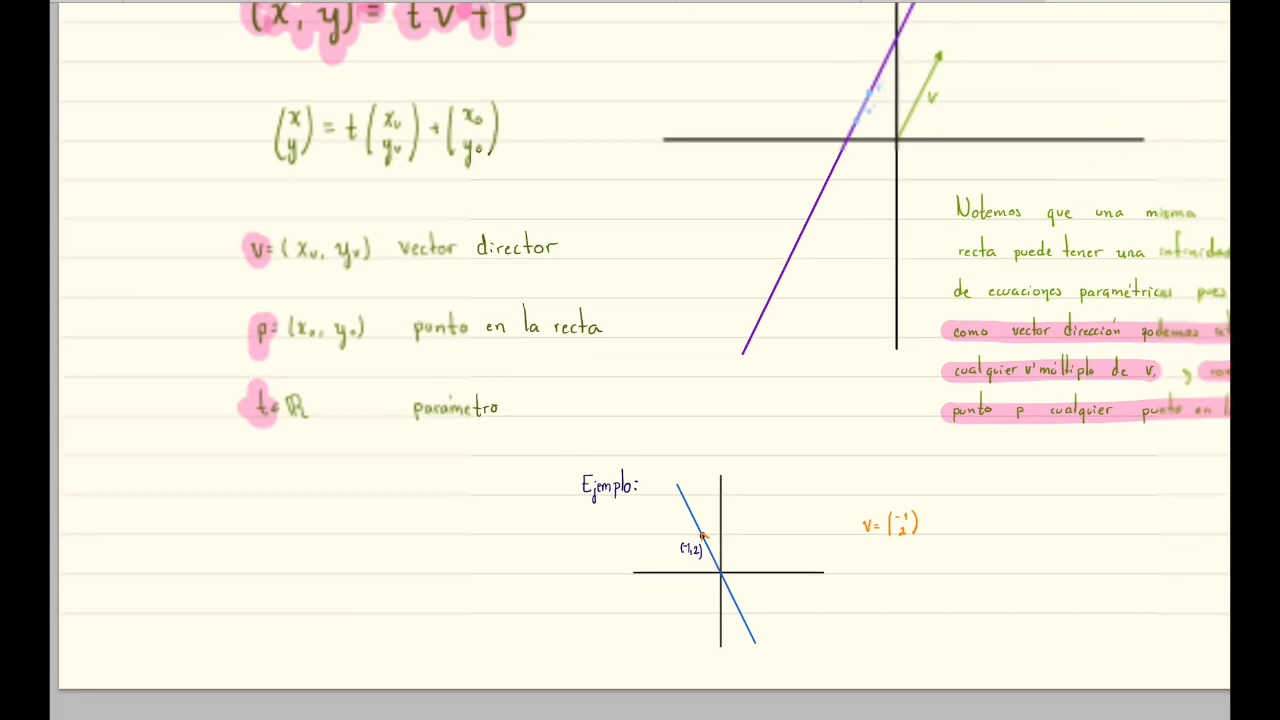 (x, y) = t v + p
(x y) = t (xᵥ yᵥ) + (x₀ y₀)
v = (xᵥ, yᵥ) vector director
p = (x₀, y₀) punto en la recta
t ∈ ℝ parámetro
v
Notemos que una misma
recta puede tener una infinidad
de ecuaciones paramétricas pues
como vector dirección podemos
cualquier v' múltiplo de v, y
punto p cualquier punto en
Ejemplo:
(-1,2)
v = (-1 2)